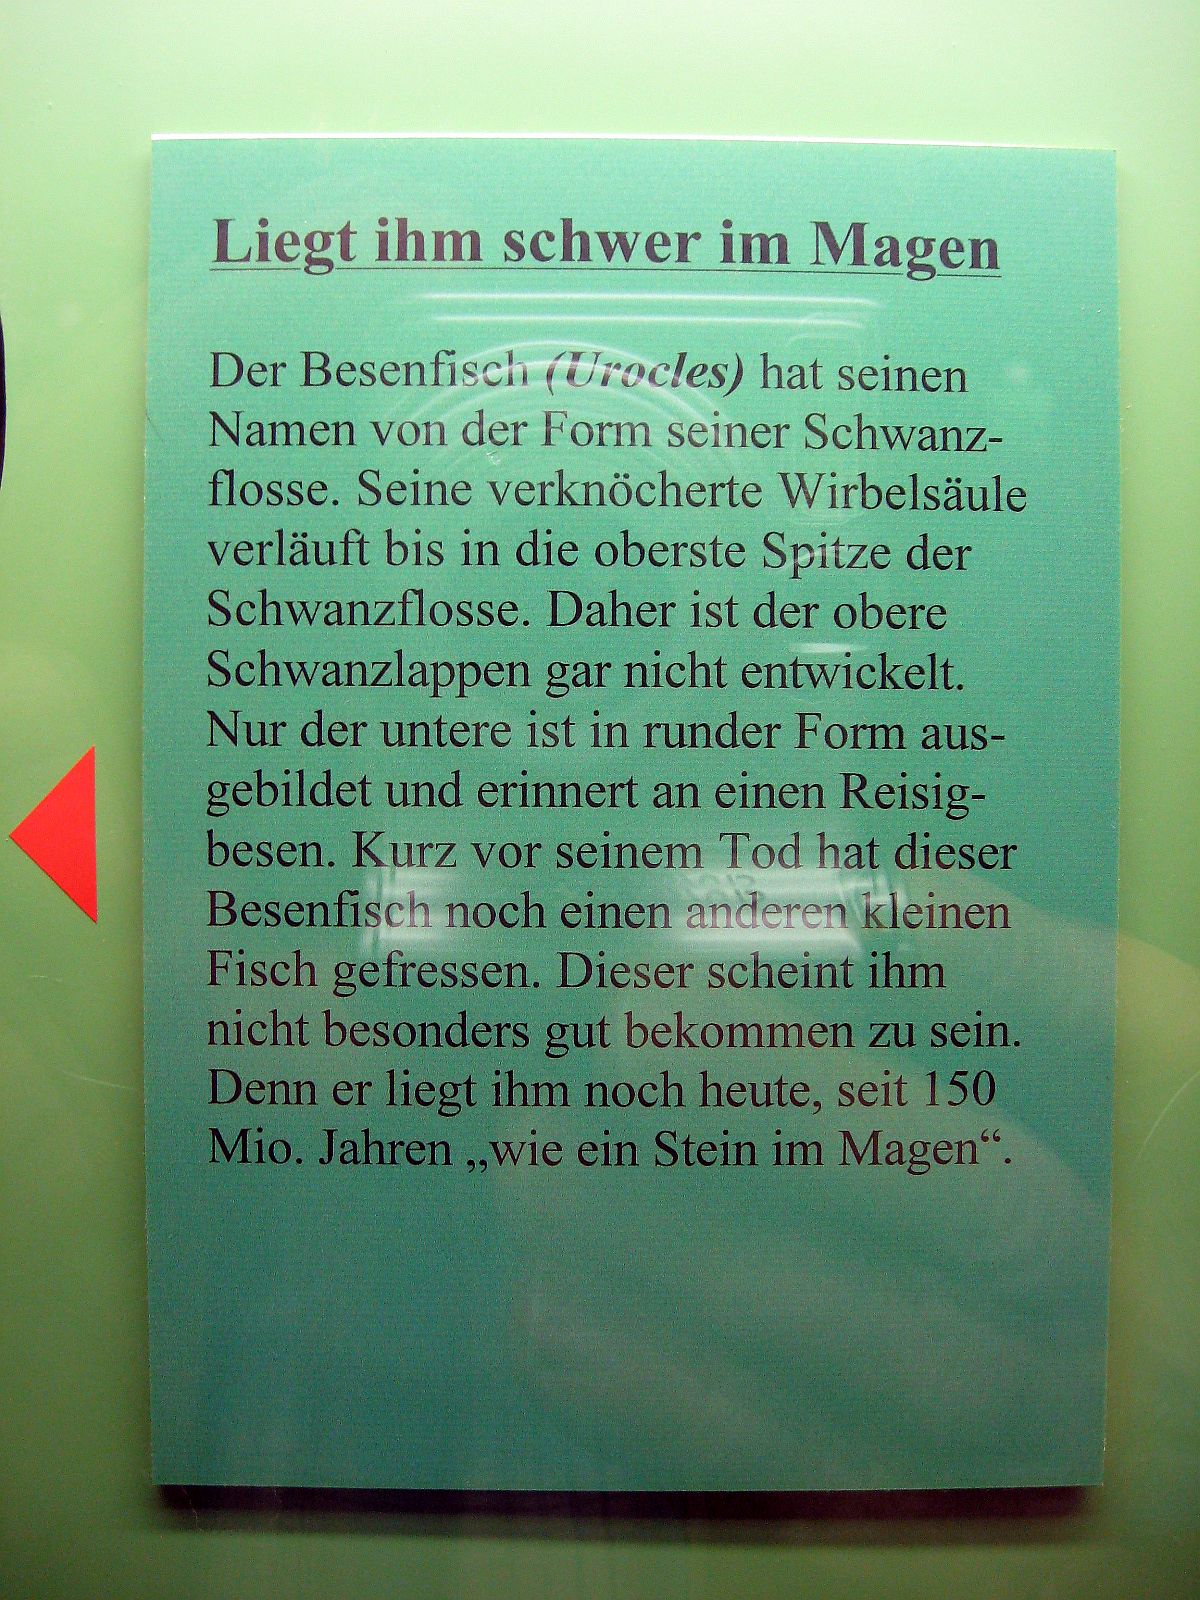 Liegt ihm schwer im Magen
Der Besenfisch (Urocles) hat seinen
Namen von der Form seiner Schwanz-
flosse. Seine verknöcherte Wirbelsäule
verläuft bis in die oberste Spitze der
Schwanzflosse. Daher ist der obere
Schwanzlappen gar nicht entwickelt.
Nur der untere ist in runder Form aus-
gebildet und erinnert an einen Reisig-
besen. Kurz vor seinem Tod hat dieser
Besenfisch noch einen anderen kleinen
Fisch gefressen. Dieser scheint ihm
nicht besonders gut bekommen zu sein.
Denn er liegt ihm noch heute, seit 150
Mio. Jahren „wie ein Stein im Magen“.